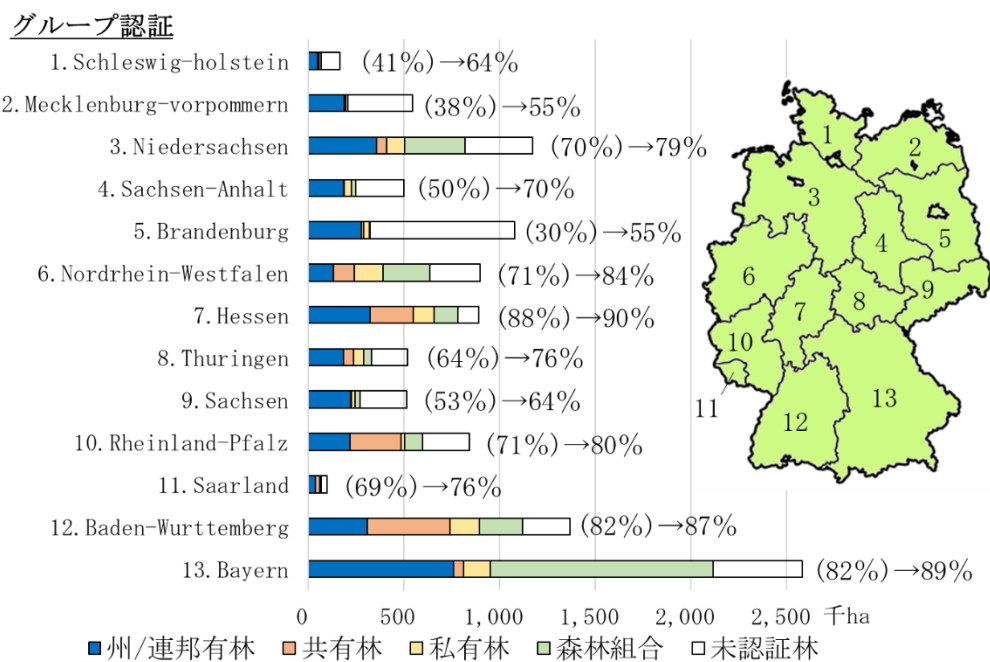 グループ認証
1.Schleswig-holstein (41%)→64%
2.Mecklenburg-vorpommern (38%)→55%
3.Niedersachsen (70%)→79%
4.Sachsen-Anhalt (50%)→70%
5.Brandenburg (30%)→55%
6.Nordrhein-Westfalen (71%)→84%
7.Hessen (88%)→90%
8.Thuringen (64%)→76%
9.Sachsen (53%)→64%
10.Rheinland-Pfalz (71%)→80%
11.Saarland (69%)→76%
12.Baden-Wurttemberg (82%)→87%
13.Bayern (82%)→89%
0 500 1,000 1,500 2,000 2,500 千ha
州/連邦有林 共有林 私有林 森林組合 未認証林
1
2
3
4
5
6
7
8
9
10
11
12
13